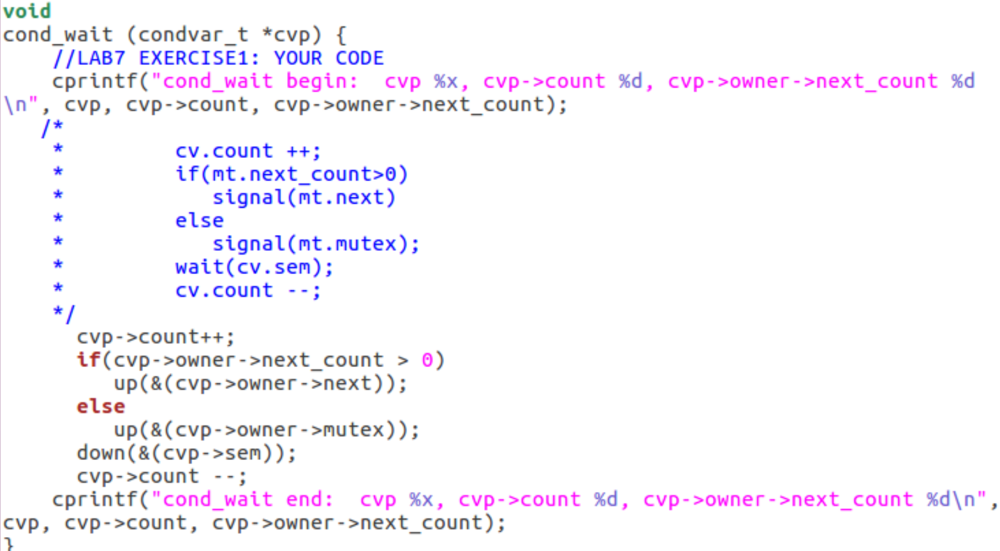 void
cond_wait (condvar_t *cvp) {
    //LAB7 EXERCISE1: YOUR CODE
    cprintf("cond_wait begin:  cvp %x, cvp->count %d, cvp->owner->next_count %d
\n", cvp, cvp->count, cvp->owner->next_count);
   /*
    *         cv.count ++;
    *         if(mt.next_count>0)
    *            signal(mt.next)
    *         else
    *            signal(mt.mutex);
    *         wait(cv.sem);
    *         cv.count --;
    */
      cvp->count++;
      if(cvp->owner->next_count > 0)
         up(&(cvp->owner->next));
      else
         up(&(cvp->owner->mutex));
      down(&(cvp->sem));
      cvp->count --;
    cprintf("cond_wait end:  cvp %x, cvp->count %d, cvp->owner->next_count %d\n",
cvp, cvp->count, cvp->owner->next_count);
}